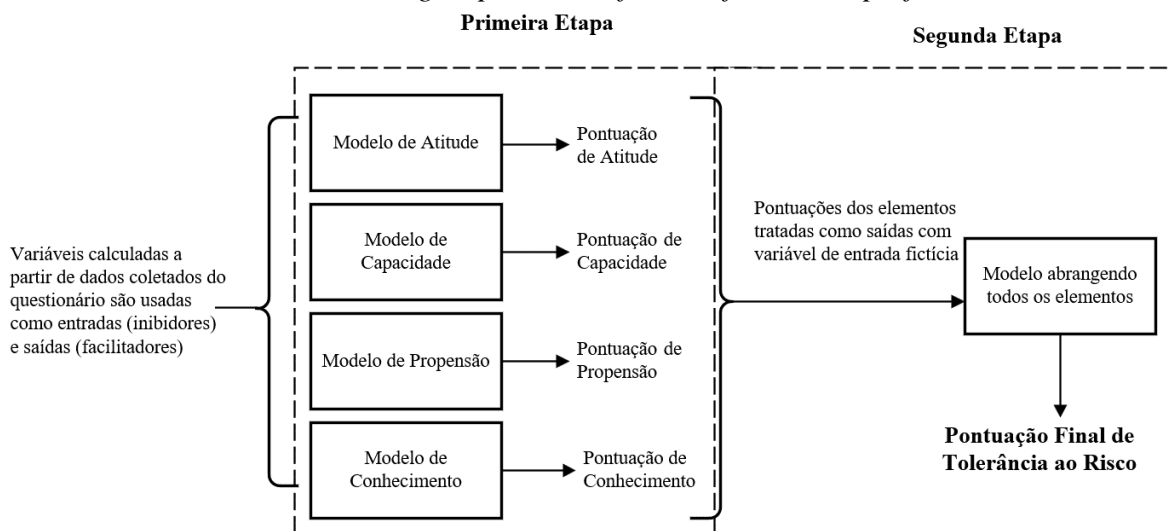 Primeira Etapa
Segunda Etapa
Variáveis calculadas a
partir de dados coletados do
questionário são usadas
como entradas (inibidores)
e saídas (facilitadores)
Modelo de Atitude
Pontuação
de Atitude
Modelo de
Capacidade
Pontuação de
Capacidade
Modelo de Propensão
Pontuação de
Propensão
Modelo de
Conhecimento
Pontuação de
Conhecimento
Pontuações dos elementos
tratadas como saídas com
variável de entrada fictícia
Modelo abrangendo
todos os elementos
Pontuação Final de
Tolerância ao Risco